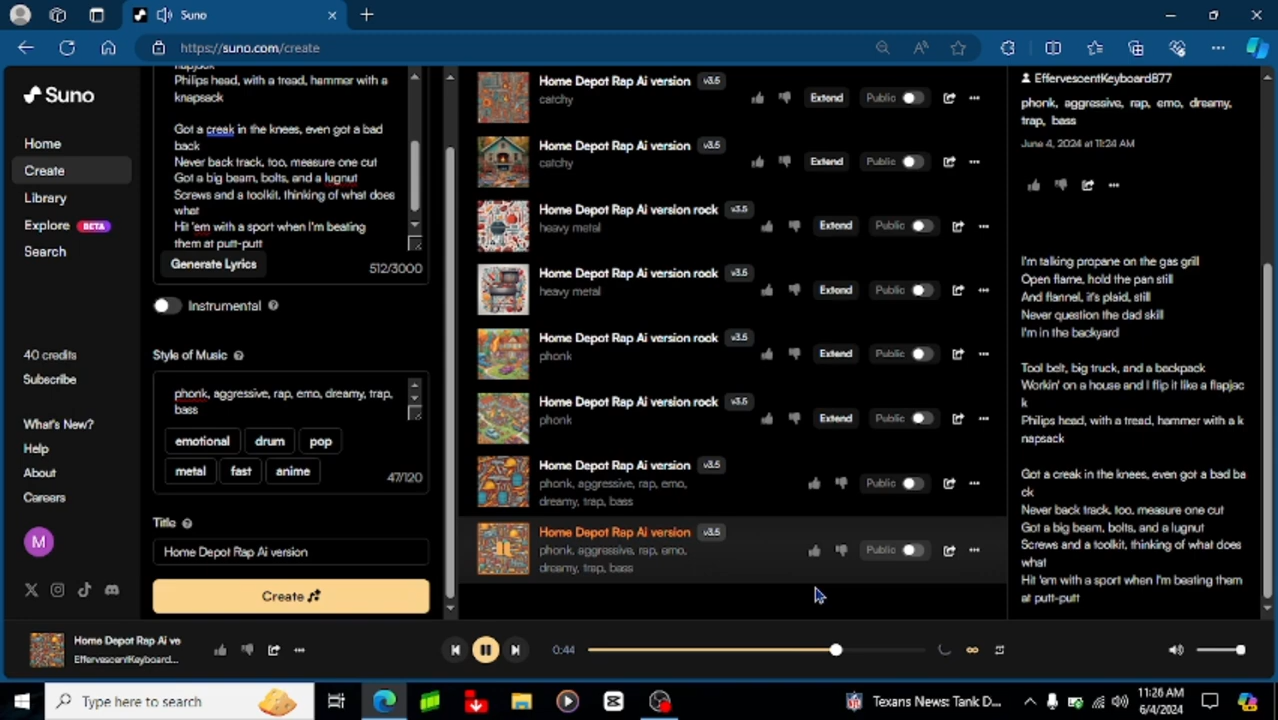 Suno
https://suno.com/create
Suno
Home
Create
Library
Explore BETA
Search
40 credits
Subscribe
What's New?
Help
About
Careers
M
Philips head, with a tread, hammer with a
knapsack
Got a creak in the knees, even got a bad
back
Never back track, too, measure one cut
Got a big beam, bolts, and a lugnut
Screws and a toolkit, thinking of what does
what
Hit 'em with a sport when I'm beating
them at putt-putt
Generate Lyrics
512/3000
Instrumental
Style of Music
phonk, aggressive, rap, emo, dreamy, trap,
bass
emotional drum pop
metal fast anime
47/120
Title
Home Depot Rap Ai version
Create
Home Depot Rap Ai version v3.5
catchy
Extend Public
Home Depot Rap Ai version v3.5
catchy
Extend Public
Home Depot Rap Ai version rock v3.5
heavy metal
Extend Public
Home Depot Rap Ai version rock v3.5
heavy metal
Extend Public
Home Depot Rap Ai version rock v3.5
phonk
Extend Public
Home Depot Rap Ai version rock v3.5
phonk
Extend Public
Home Depot Rap Ai version v3.5
phonk, aggressive, rap, emo,
dreamy, trap, bass
Public
Home Depot Rap Ai version v3.5
phonk, aggressive, rap, emo,
dreamy, trap, bass
Public
EffervescentKeyboard877
phonk, aggressive, rap, emo, dreamy,
trap, bass
June 4, 2024 at 11:24 AM
I'm talking propane on the gas grill
Open flame, hold the pan still
And flannel, it's plaid, still
Never question the dad skill
I'm in the backyard
Tool belt, big truck, and a backpack
Workin' on a house and I flip it like a flapjac
k
Philips head, with a tread, hammer with a k
napsack
Got a creak in the knees, even got a bad ba
ck
Never back track, too, measure one cut
Got a big beam, bolts, and a lugnut
Screws and a toolkit, thinking of what does
what
Hit 'em with a sport when I'm beating them
at putt-putt
Home Depot Rap Ai ve
EffervescentKeyboard...
0:44
Type here to search
Texans News: Tank D...
11:26 AM
6/4/2024